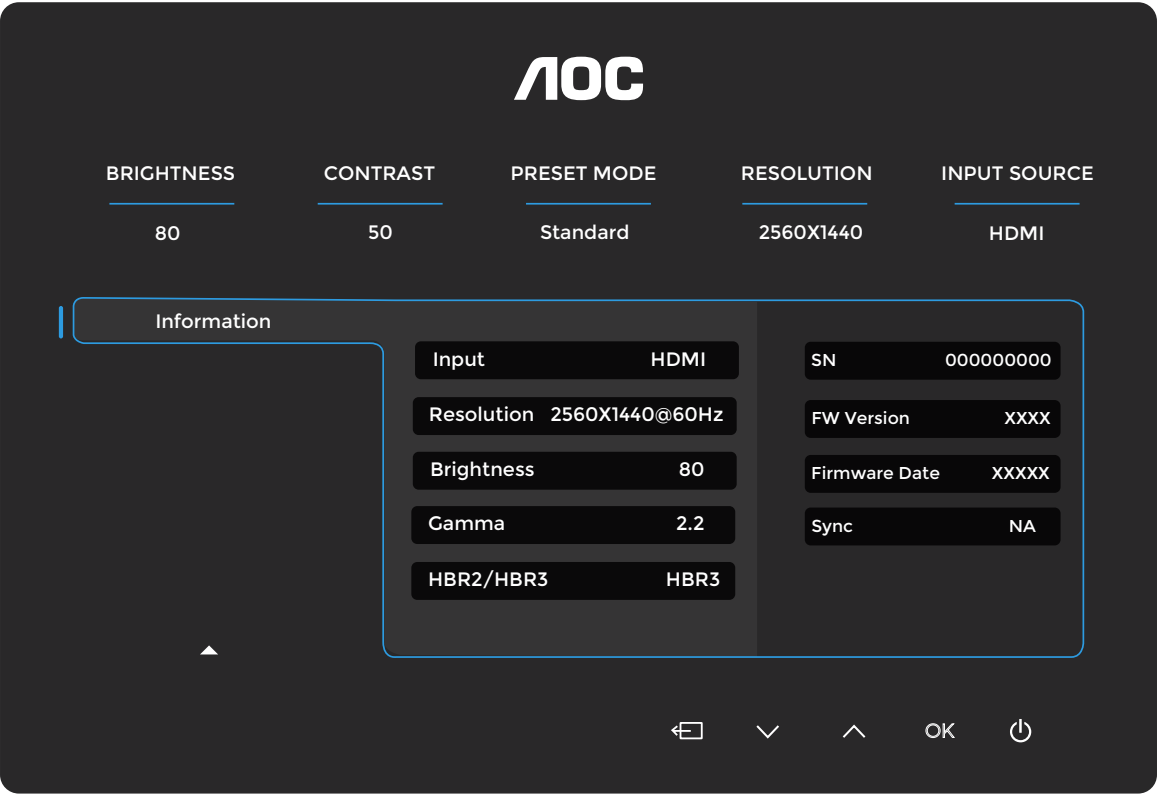 AOC
BRIGHTNESS CONTRAST PRESET MODE RESOLUTION INPUT SOURCE
80 50 Standard 2560X1440 HDMI
Information
Input HDMI
Resolution 2560X1440@60Hz
Brightness 80
Gamma 2.2
HBR2/HBR3 HBR3
SN 000000000
FW Version XXXX
Firmware Date XXXXX
Sync NA
OK